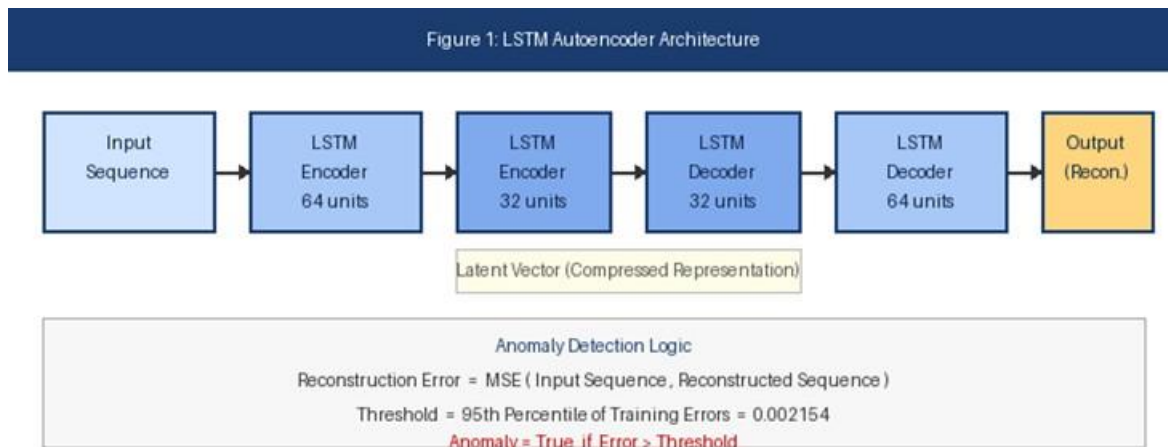 Figure 1: LSTM Autoencoder Architecture
Input
Sequence
LSTM
Encoder
64 units
LSTM
Encoder
32 units
LSTM
Decoder
32 units
LSTM
Decoder
64 units
Output
(Recon.)
Latent Vector (Compressed Representation)
Anomaly Detection Logic
Reconstruction Error = MSE ( Input Sequence , Reconstructed Sequence )
Threshold = 95th Percentile of Training Errors = 0.002154
Anomaly = True if Error > Threshold